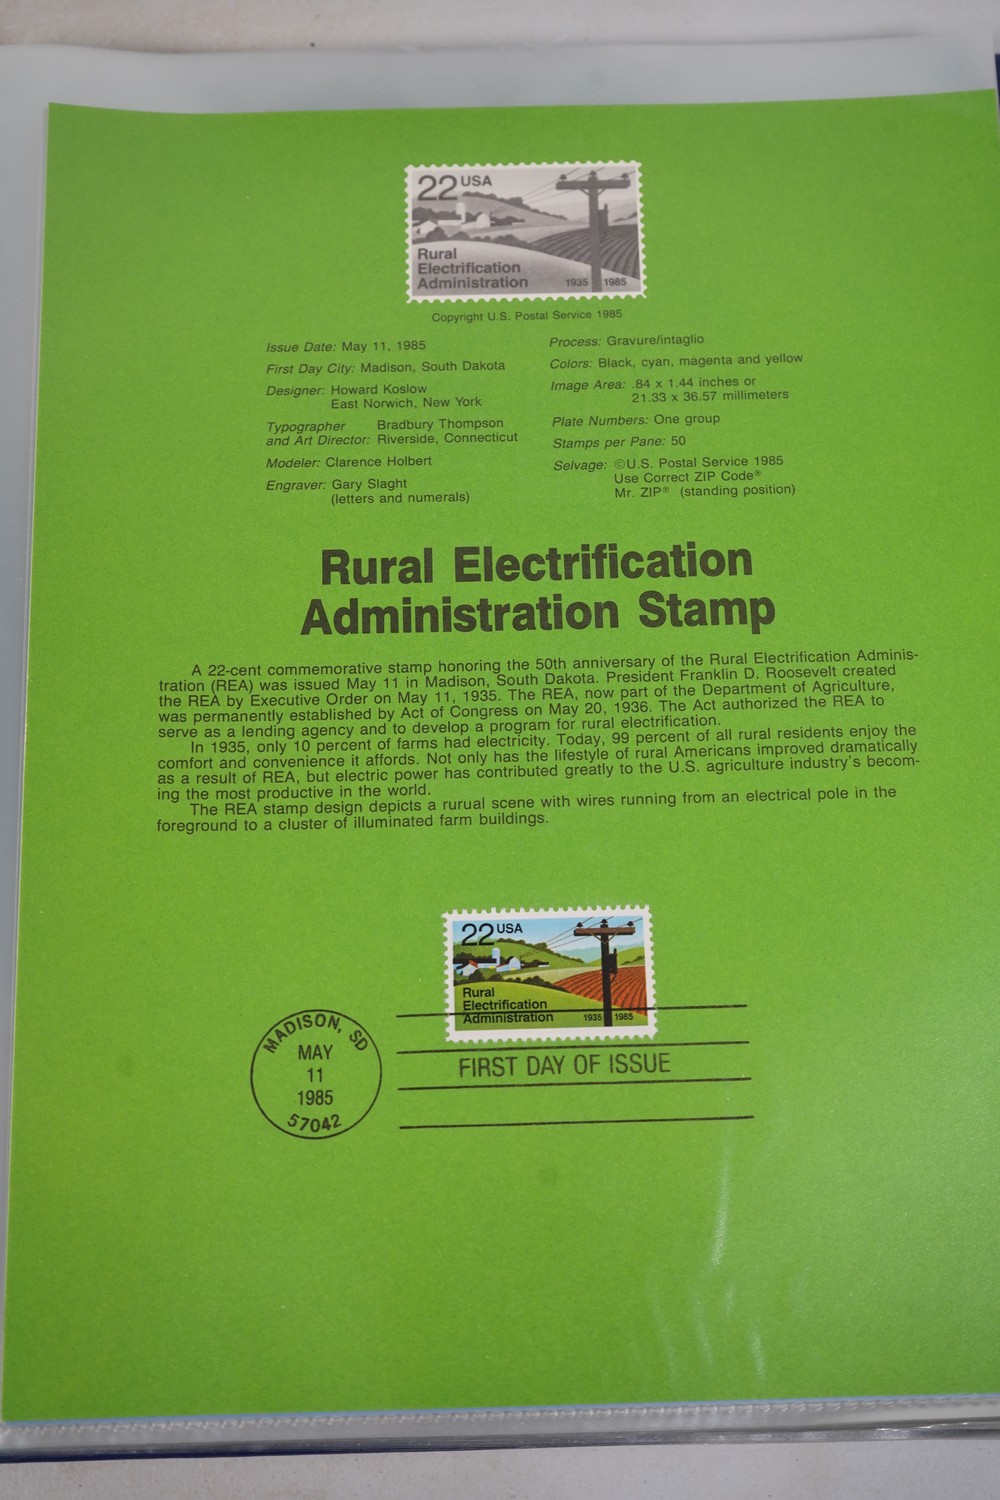 22 USA
Rural
Electrification
Administration
1935 1985
Copyright U.S. Postal Service 1985
Issue Date: May 11, 1985
First Day City: Madison, South Dakota
Designer: Howard Koslow
East Norwich, New York
Typographer Bradbury Thompson
and Art Director: Riverside, Connecticut
Modeler: Clarence Holbert
Engraver: Gary Slaght
(letters and numerals)
Process: Gravure/intaglio
Colors: Black, cyan, magenta and yellow
Image Area: .84 x 1.44 inches or
21.33 x 36.57 millimeters
Plate Numbers: One group
Stamps per Pane: 50
Selvage: ©U.S. Postal Service 1985
Use Correct ZIP Code®
Mr. ZIP® (standing position)
Rural Electrification
Administration Stamp
A 22-cent commemorative stamp honoring the 50th anniversary of the Rural Electrification Adminis-
tration (REA) was issued May 11 in Madison, South Dakota. President Franklin D. Roosevelt created
the REA by Executive Order on May 11, 1935. The REA, now part of the Department of Agriculture,
was permanently established by Act of Congress on May 20, 1936. The Act authorized the REA to
serve as a lending agency and to develop a program for rural electrification.
In 1935, only 10 percent of farms had electricity. Today, 99 percent of all rural residents enjoy the
comfort and convenience it affords. Not only has the lifestyle of rural Americans improved dramatically
as a result of REA, but electric power has contributed greatly to the U.S. agriculture industry's becom-
ing the most productive in the world.
The REA stamp design depicts a rurual scene with wires running from an electrical pole in the
foreground to a cluster of illuminated farm buildings.
22 USA
Rural
Electrification
Administration
1935 1985
MADISON, SD
MAY
11
1985
57042
FIRST DAY OF ISSUE